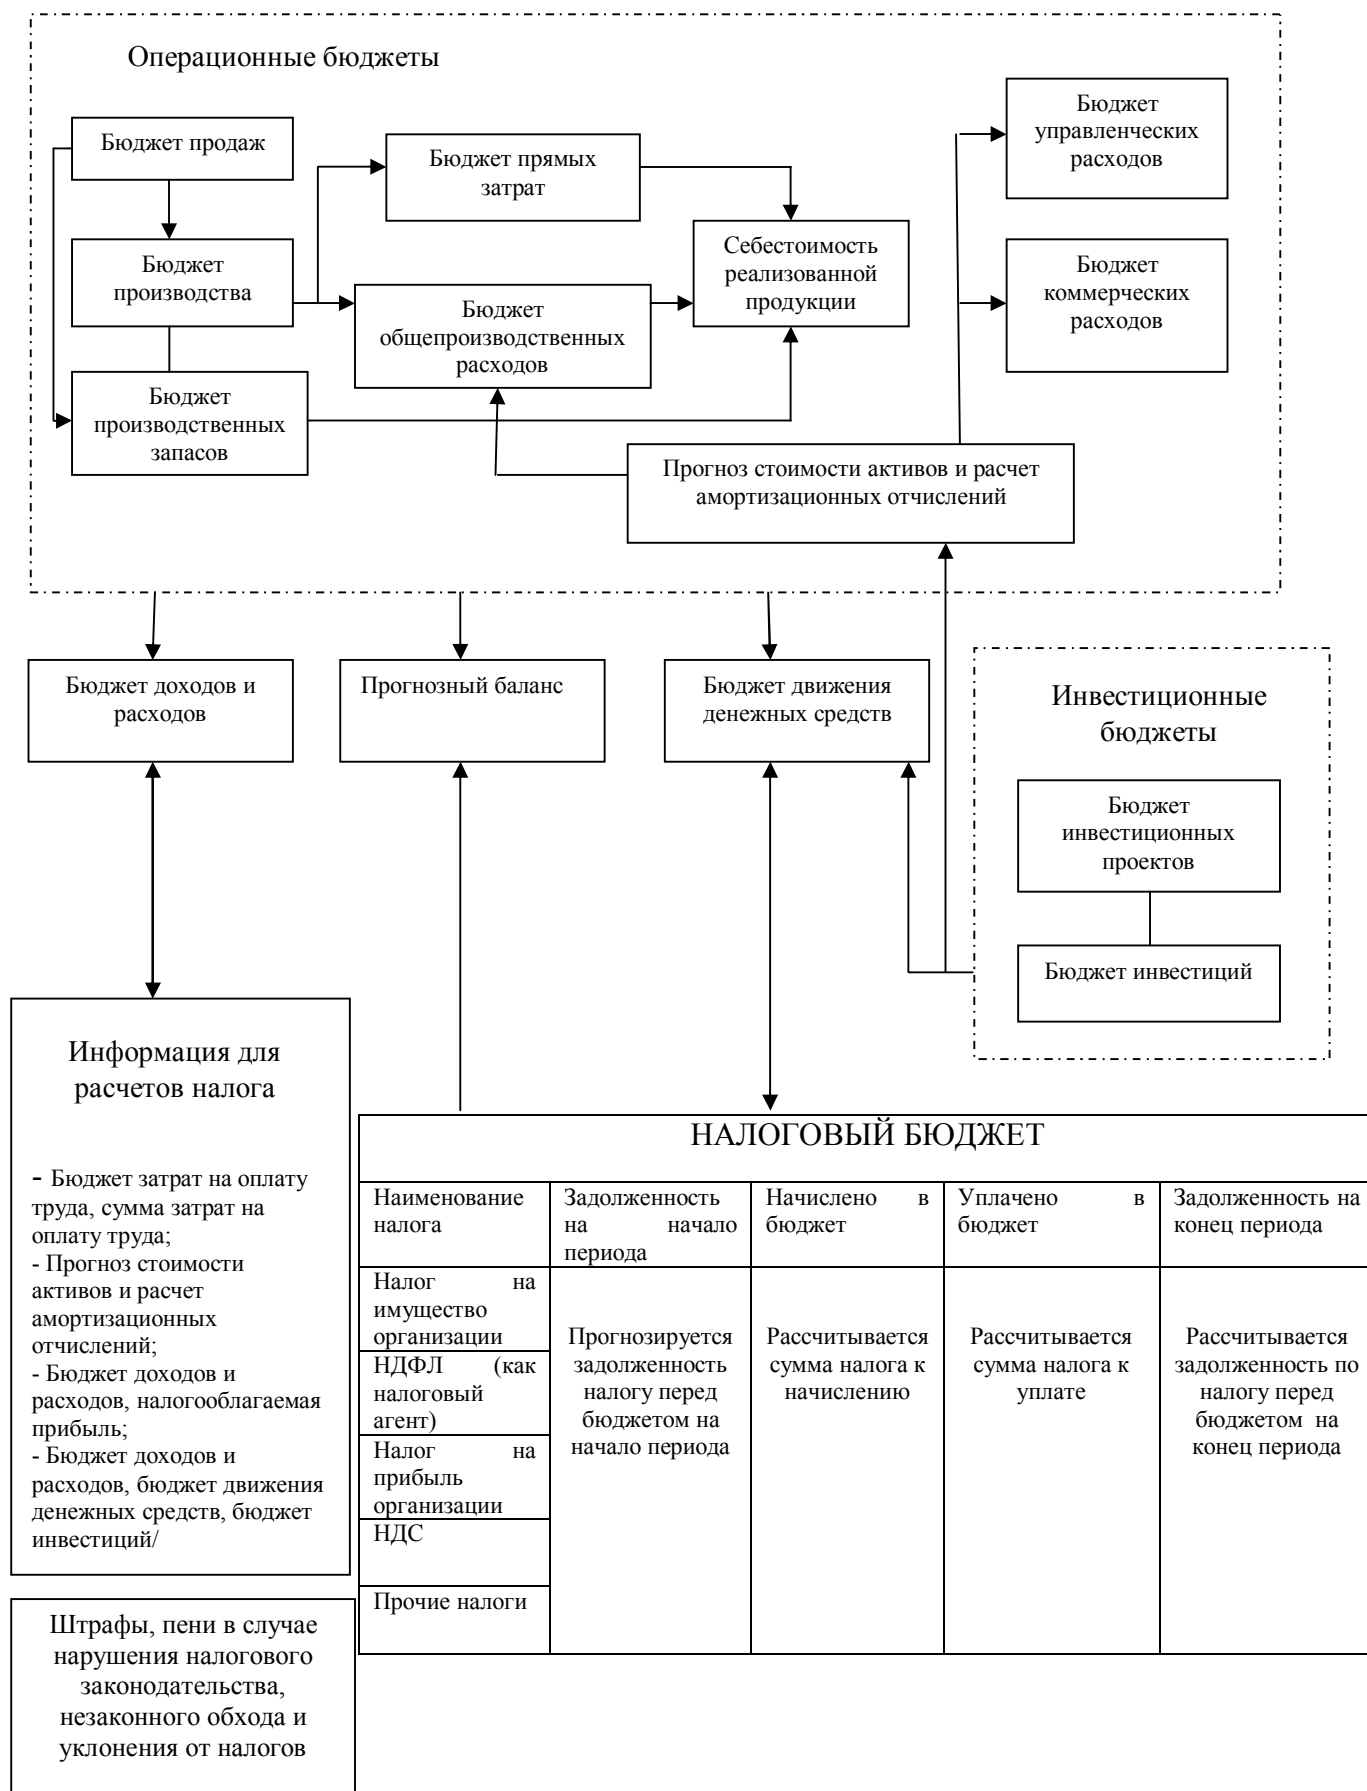 Операционные бюджеты
Бюджет продаж
Бюджет
производства
Бюджет
производственных
запасов
Бюджет прямых
затрат
Бюджет
общепроизводственных
расходов
Себестоимость
реализованной
продукции
Бюджет
управленческих
расходов
Бюджет
коммерческих
расходов
Прогноз стоимости активов и расчет
амортизационных отчислений
Бюджет доходов и
расходов
Прогнозный баланс
Бюджет движения
денежных средств
Инвестиционные
бюджеты
Бюджет
инвестиционных
проектов
Бюджет инвестиций
Информация для
расчетов налога
- Бюджет затрат на оплату
труда, сумма затрат на
оплату труда;
- Прогноз стоимости
активов и расчет
амортизационных
отчислений;
- Бюджет доходов и
расходов, налогооблагаемая
прибыль;
- Бюджет доходов и
расходов, бюджет движения
денежных средств, бюджет
инвестиций/
Штрафы, пени в случае
нарушения налогового
законодательства,
незаконного обхода и
уклонения от налогов
НАЛОГОВЫЙ БЮДЖЕТ
Наименование
налога
Задолженность
на начало
периода
Начислено в
бюджет
Уплачено в
бюджет
Задолженность на
конец периода
Налог на
имущество
организации
НДФЛ (как
налоговый
агент)
Налог на
прибыль
организации
НДС
Прочие налоги
Прогнозируется
задолженность
налогу перед
бюджетом на
начало периода
Рассчитывается
сумма налога к
начислению
Рассчитывается
сумма налога к
уплате
Рассчитывается
задолженность по
налогу перед
бюджетом на
конец периода